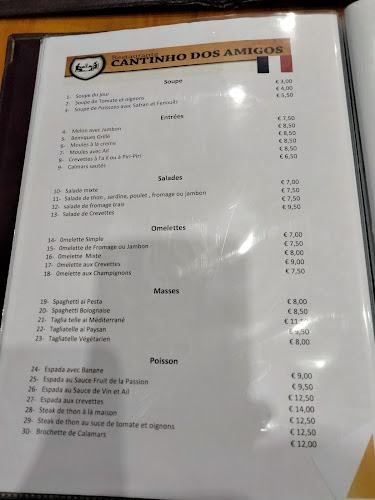 Restaurante
CANTINHO DOS AMIGOS
Soupe
1- Soupe du jour € 3,00
2- Soupe de Tomate et oignons € 4,00
3- Soupe de Poissons avec Safran et Fenouils € 5,50
Entrées
4- Melon avec Jambon € 7,50
5- Berniques Grillé € 8,50
6- Moules à la creme € 8,50
7- Moules avec Ail € 8,50
8- Crevettes à l'a il ou à Piri-Piri € 8,50
9- Calmars sautés € 6,50
Salades
10- Salade mixte € 7,00
11- Salade de thon , sardine, poulet , fromage ou jambon € 7,50
12- salade de fromage frais € 7,50
13- Salade de Crevettes € 9,50
Omelettes
14- Omelette Simple € 7,00
15- Omelette de Fromage ou Jambon € 7,50
16- Omelette Mixte € 8,00
17- Omelette aux Crevettes € 9,00
18- Omelette aux Champignons € 7,50
Masses
19- Spaghetti al Pesta € 8,00
20- Spaghetti Bolognaise € 8,50
21- Taglia telle al Méditerrané
22- Tagliatelle al Paysan € 9,50
23- Tagliatelle Végétarien € 8,00
Poisson
24- Espada avec Banane € 9,00
25- Espada au Sauce Fruit de la Passion € 9,50
26- Espada au Sauce de Vin et Ail € 9,50
27- Espada aux crevettes € 12,50
28- Steak de thon à la maison € 14,00
29- Steak de thon au suce de tomate et oignons € 12,50
30- Brochette de Calamars € 12,00